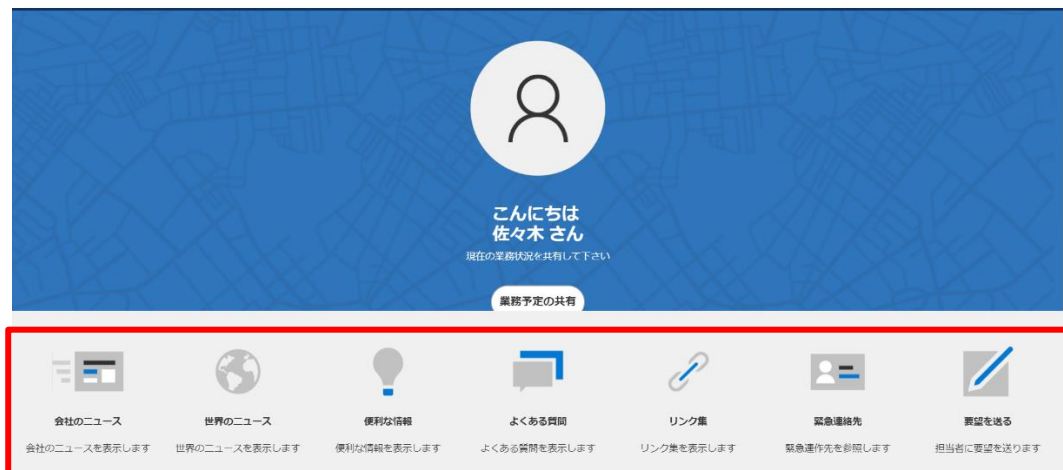 こんにちは
佐々木 さん
現在の業務状況を共有して下さい
業務予定の共有
会社のニュース
世界のニュース
便利な情報
よくある質問
リンク集
緊急連絡先
要望を送る
会社のニュースを表示します
世界のニュースを表示します
便利な情報を表示します
よくある質問を表示します
リンク集を表示します
緊急連作先を参照します
担当者に要望を送ります